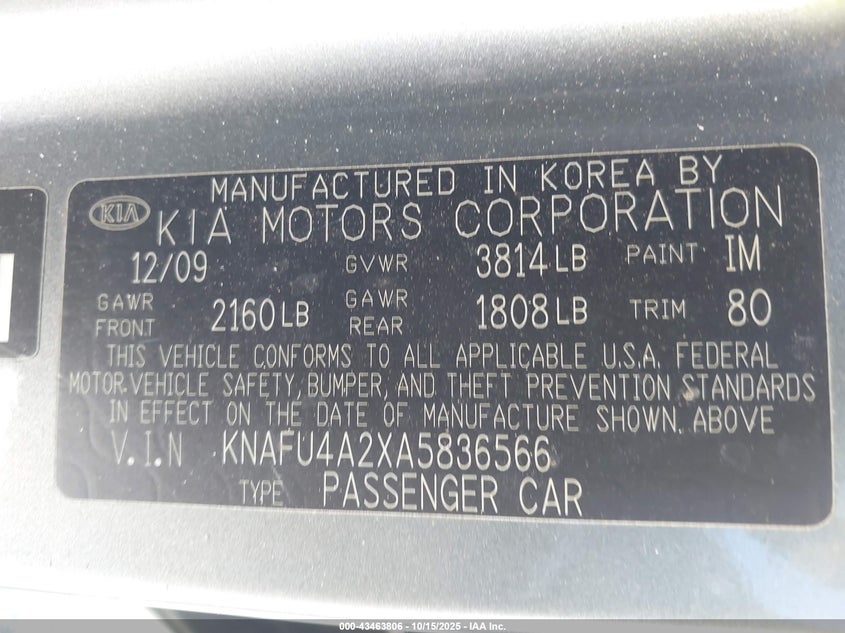 MANUFACTURED IN KOREA BY
KIA KIA MOTORS CORPORATION
12/09 GVWR 3814 LB PAINT IM
GAWR FRONT 2160 LB GAWR REAR 1808 LB TRIM 80
THIS VEHICLE CONFORMS TO ALL APPLICABLE U.S.A. FEDERAL
MOTOR VEHICLE SAFETY, BUMPER, AND THEFT PREVENTION STANDARDS
IN EFFECT ON THE DATE OF MANUFACTURE SHOWN ABOVE
V.I.N KNAFU4A2XA5836566
TYPE PASSENGER CAR
000-43463806 - 10/15/2025 - IAA Inc.